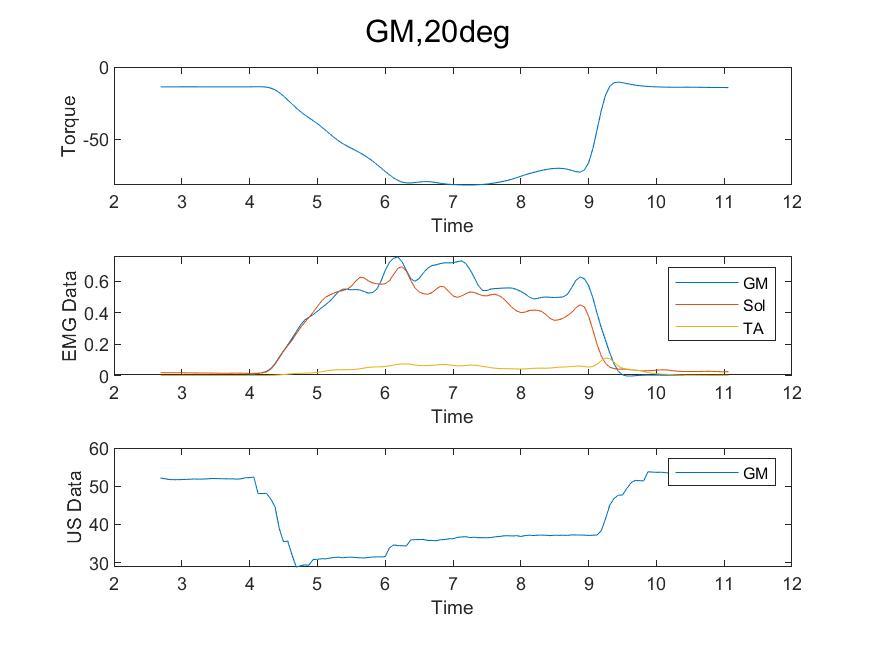 GM,20deg
0
-50
Torque
2 3 4 5 6 7 8 9 10 11 12
Time
0.6
0.4
0.2
0
EMG Data
GM
Sol
TA
2 3 4 5 6 7 8 9 10 11 12
Time
60
50
40
30
US Data
GM
2 3 4 5 6 7 8 9 10 11 12
Time